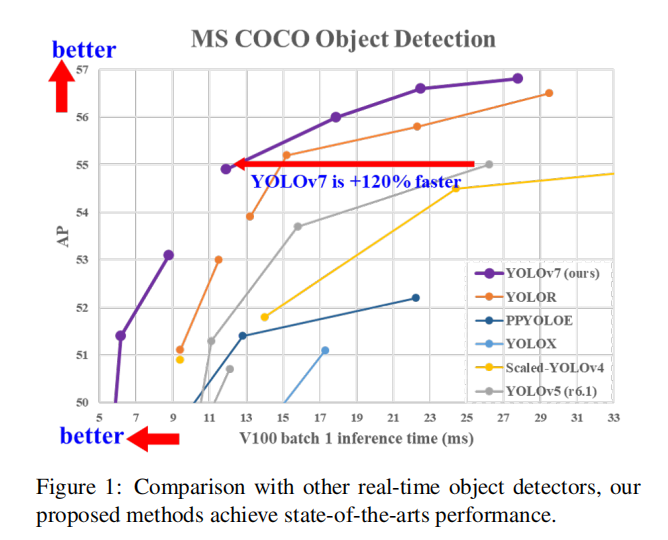 MS COCO Object Detection
better
57
56
55
54
53
52
51
50
AP
YOLOv7 is +120% faster
YOLOv7 (ours)
YOLOR
PPYOLOE
YOLOX
Scaled-YOLOv4
YOLOv5 (r6.1)
5 7 9 11 13 15 17 19 21 23 25 27 29 31 33
better
V100 batch 1 inference time (ms)
Figure 1: Comparison with other real-time object detectors, our
proposed methods achieve state-of-the-arts performance.